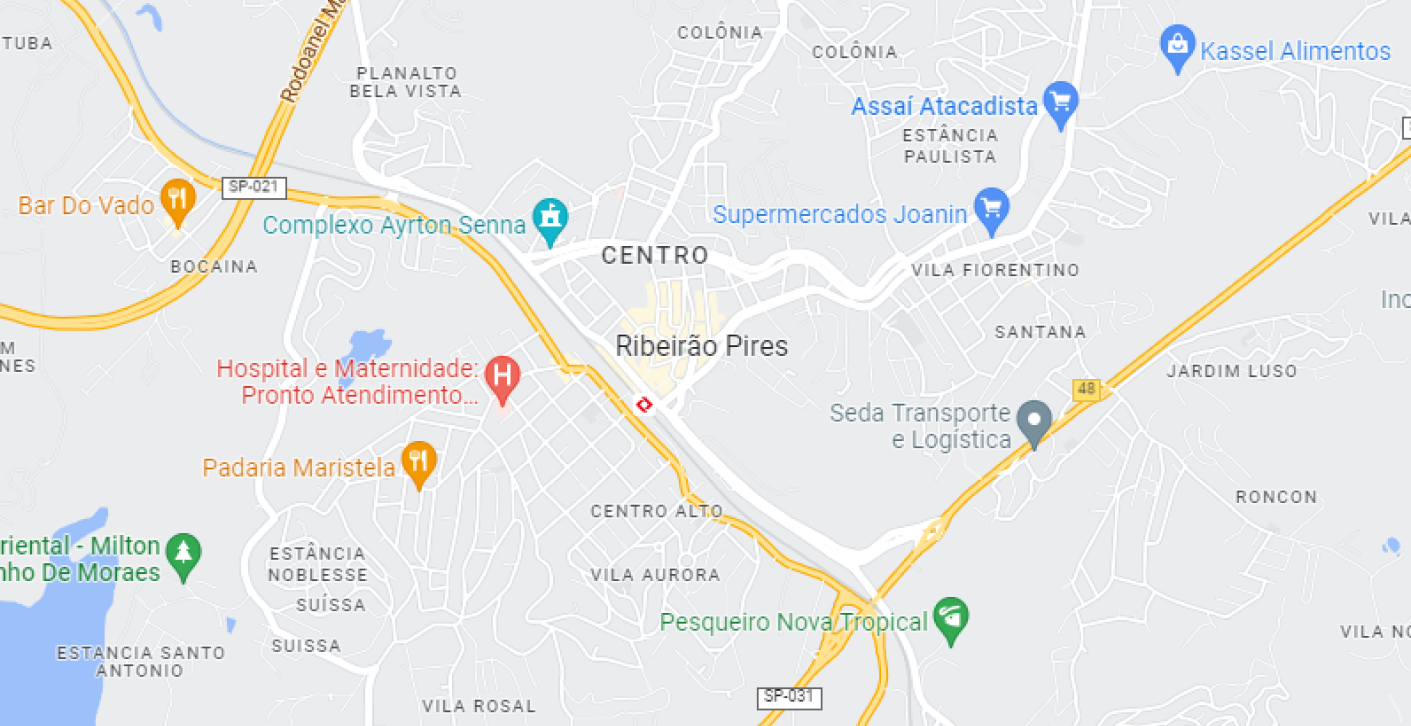 COLÔNIA
TUBA
COLÔNIA
Kassel Alimentos
Rodoanel
PLANALTO
BELA VISTA
Assaí Atacadista
ESTÂNCIA
PAULISTA
SP-021
Bar Do Vado
Supermercados Joanin
Complexo Ayrton Senna
VILA
CENTRO
BOCAINA
VILA FIORENTINO
SANTANA
Ribeirão Pires
M
NES
Hospital e Maternidade:
Pronto Atendimento...
JARDIM LUSO
48
Seda Transporte
e Logística
Padaria Maristela
RONCON
CENTRO ALTO
riental - Milton
nho De Moraes
ESTÂNCIA
NOBLESSE
VILA AURORA
SUÍSSA
Pesqueiro Nova Tropical
VILA
SUISSA
ESTANCIA SANTO
ANTONIO
SP-031
VILA ROSAL